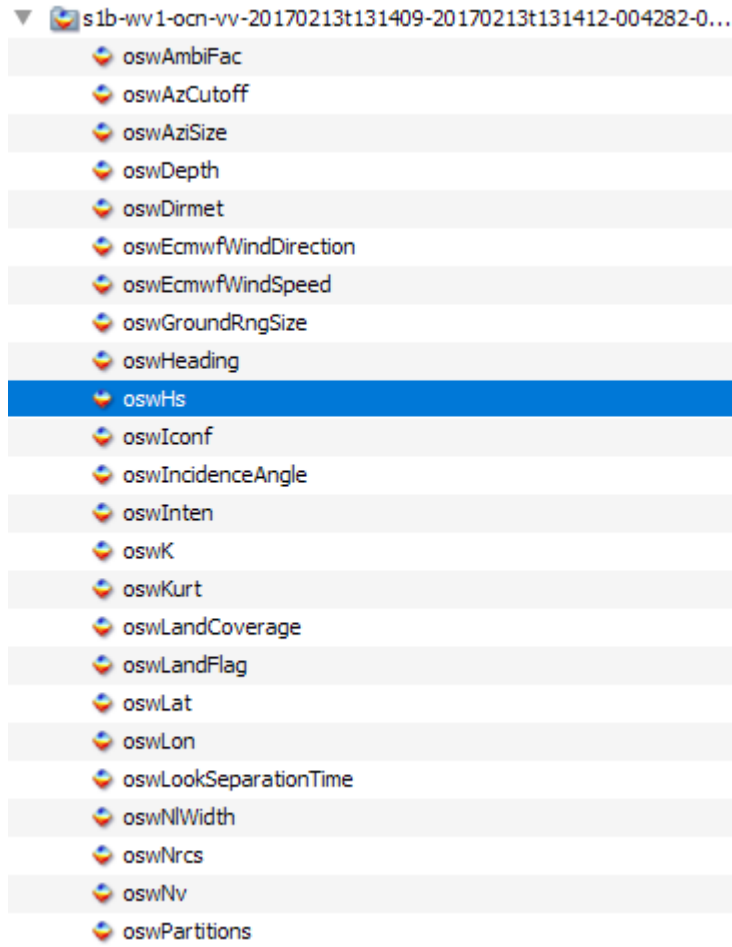 s1b-wv1-ocn-vv-20170213t131409-20170213t131412-004282-0...
oswAmbiFac
oswAzCutoff
oswAziSize
oswDepth
oswDirmet
oswEcmwfWindDirection
oswEcmwfWindSpeed
oswGroundRngSize
oswHeading
oswHs
oswIconf
oswIncidenceAngle
oswInten
oswK
oswKurt
oswLandCoverage
oswLandFlag
oswLat
oswLon
oswLookSeparationTime
oswNlWidth
oswNrcs
oswNv
oswPartitions